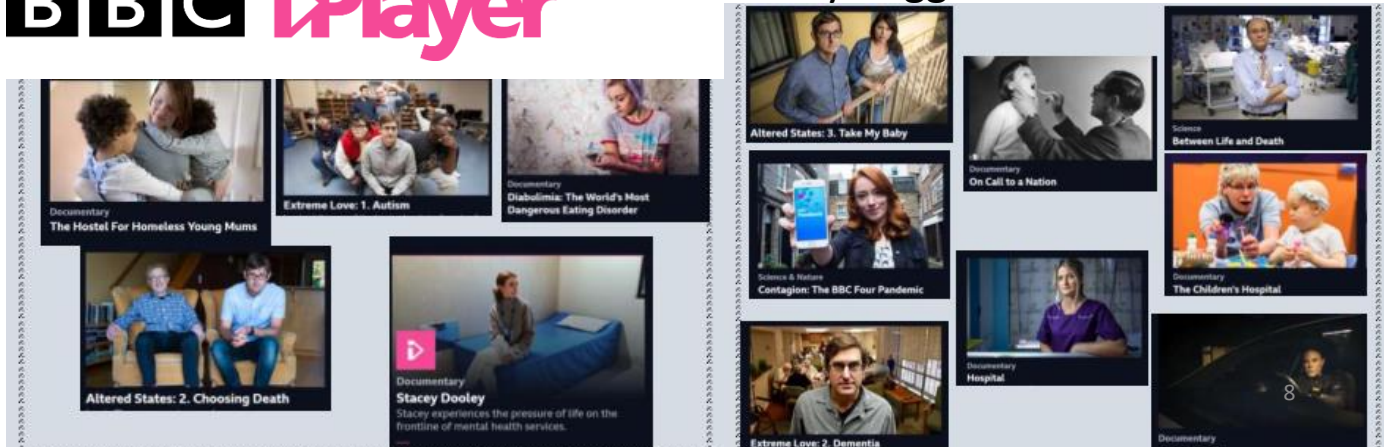 BBC iPlayer
Documentary
The Hostel For Homeless Young Mums
Extreme Love: 1. Autism
Documentary
Diabulimia: The World's Most
Dangerous Eating Disorder
Altered States: 2. Choosing Death
Documentary
Stacey Dooley
Stacey experiences the pressure of life on the
frontline of mental health services.
Altered States: 3. Take My Baby
Documentary
On Call to a Nation
Science
Between Life and Death
Science & Nature
Contagion: The BBC Four Pandemic
Documentary
The Children's Hospital
Documentary
Hospital
Extreme Love: 2. Dementia
8
Documentary